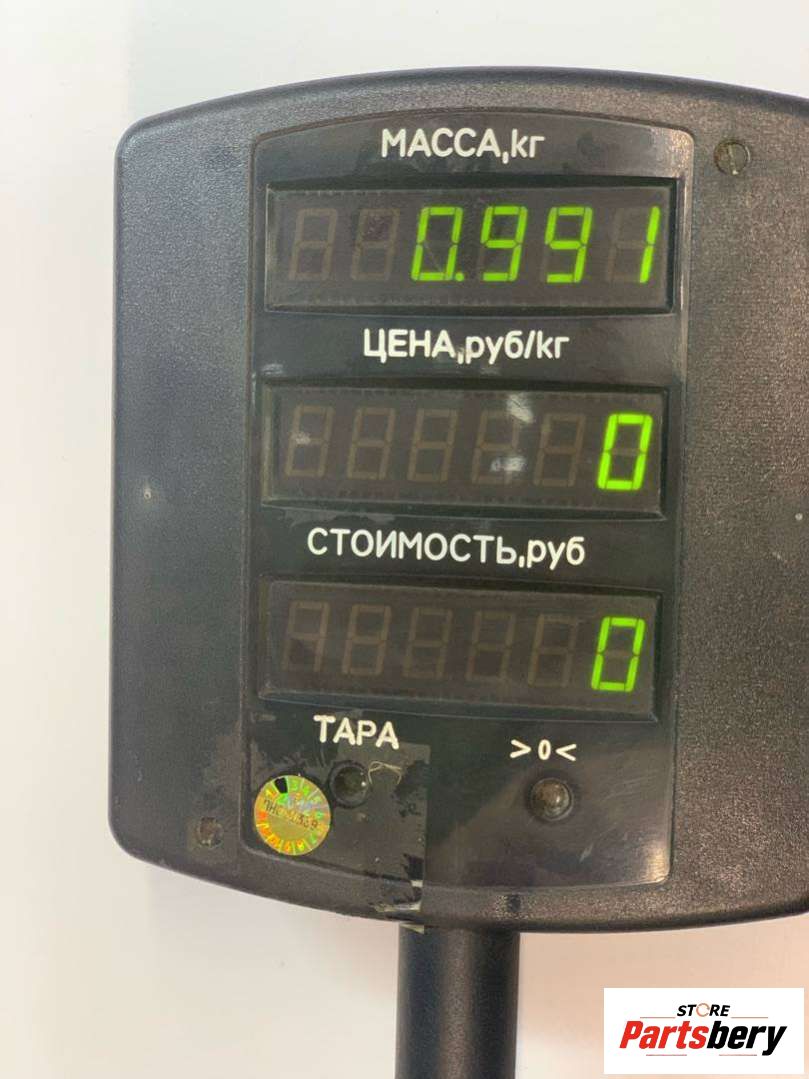 МАССА,кг
0.991
ЦЕНА,руб/кг
0
СТОИМОСТЬ,руб
0
ТАРА
>0<
STORE
Partsbery